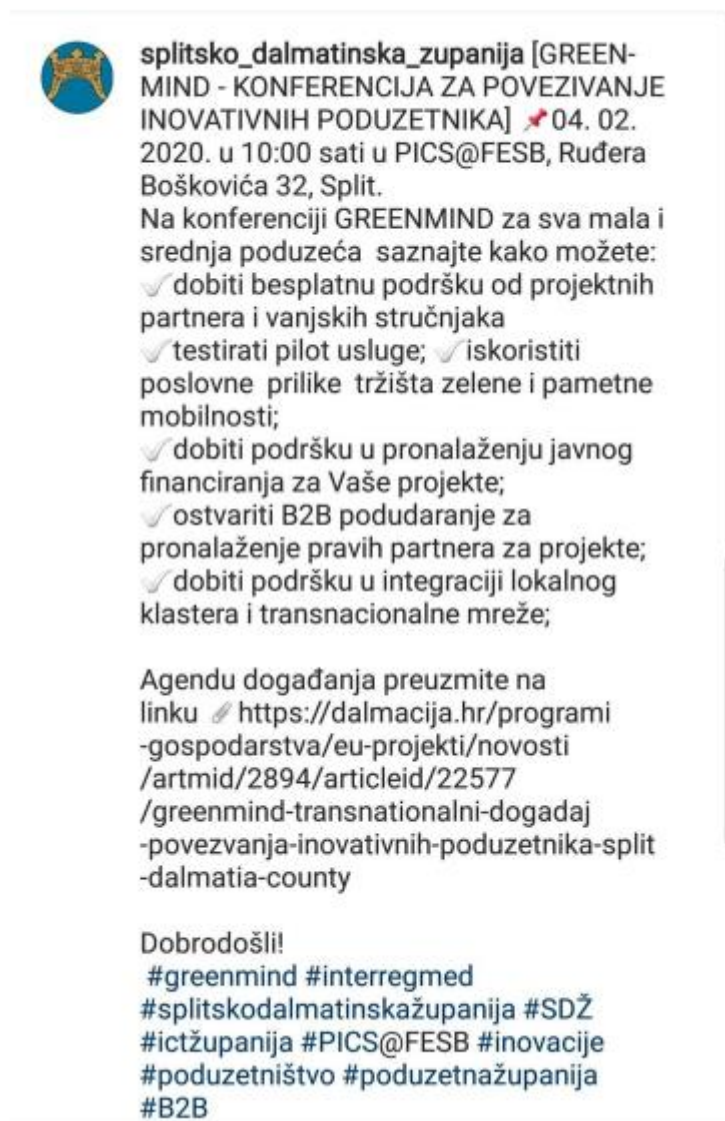 splitsko_dalmatinska_zupanija [GREEN-
MIND - KONFERENCIJA ZA POVEZIVANJE
INOVATIVNIH PODUZETNIKA] 📌04. 02.
2020. u 10:00 sati u PICS@FESB, Ruđera
Boškovića 32, Split.
Na konferenciji GREENMIND za sva mala i
srednja poduzeća  saznajte kako možete:
✔️dobiti besplatnu podršku od projektnih
partnera i vanjskih stručnjaka
✔️testirati pilot usluge; ✔️iskoristiti
poslovne  prilike  tržišta zelene i pametne
mobilnosti;
✔️dobiti podršku u pronalaženju javnog
financiranja za Vaše projekte;
✔️ostvariti B2B podudaranje za
pronalaženje pravih partnera za projekte;
✔️dobiti podršku u integraciji lokalnog
klastera i transnacionalne mreže;
Agendu događanja preuzmite na
linku 📎https://dalmacija.hr/programi
-gospodarstva/eu-projekti/novosti
/artmid/2894/articleid/22577
/greenmind-transnationalni-dogadaj
-povezvanja-inovativnih-poduzetnika-split
-dalmatia-county
Dobrodošli!
#greenmind #interregmed
#splitskodalmatinskažupanija #SDŽ
#ictžupanija #PICS@FESB #inovacije
#poduzetništvo #poduzetnažupanija
#B2B